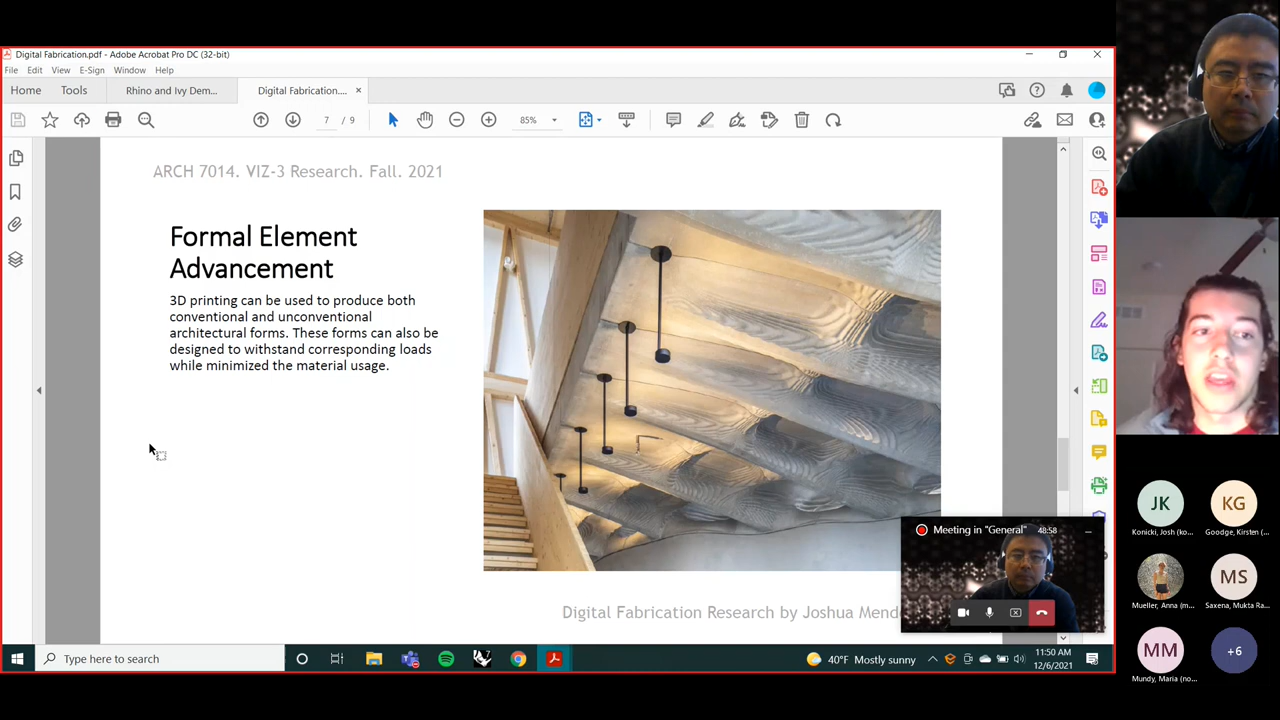 Digital Fabrication.pdf - Adobe Acrobat Pro DC (32-bit)
File Edit View E-Sign Window Help
Home Tools Rhino and Ivy Dem... Digital Fabrication....
7 / 9 85%
ARCH 7014. VIZ-3 Research. Fall. 2021
Formal Element
Advancement
3D printing can be used to produce both
conventional and unconventional
architectural forms. These forms can also be
designed to withstand corresponding loads
while minimized the material usage.
Digital Fabrication Research by Joshua
Meeting in "General" 48:58
JK
Konicki, Josh (ko...
KG
Goodge, Kirsten (...
Mueller, Anna (m...
MS
Saxena, Mukta Ra...
MM
Mundy, Maria (no...
+6
Type here to search
40°F Mostly sunny
11:50 AM
12/6/2021